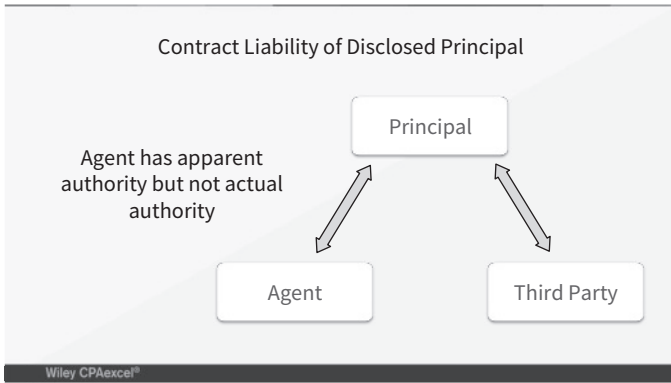 Contract Liability of Disclosed Principal
Principal
Agent has apparent
authority but not actual
authority
Agent
Third Party
Wiley CPAexcel®